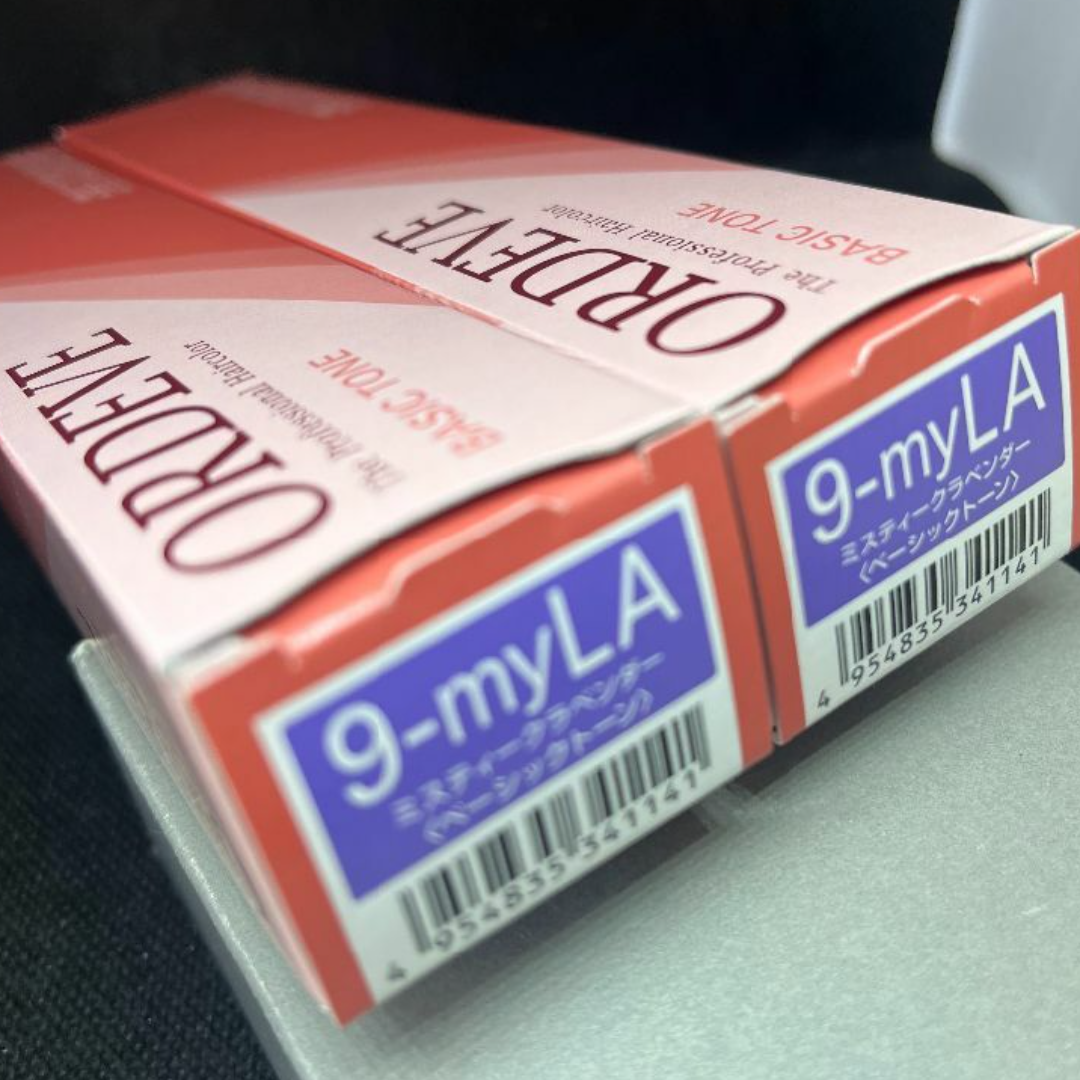 ORDEVE
The Professional Haircolor
BASIC TONE
9-myLA
ミスティークラベンダー
〈ベーシックトーン〉
4 954835 341141
ORDEVE
The Professional Haircolor
BASIC TONE
9-myLA
ミスティークラベンダー
〈ベーシックトーン〉
4 954835 341141